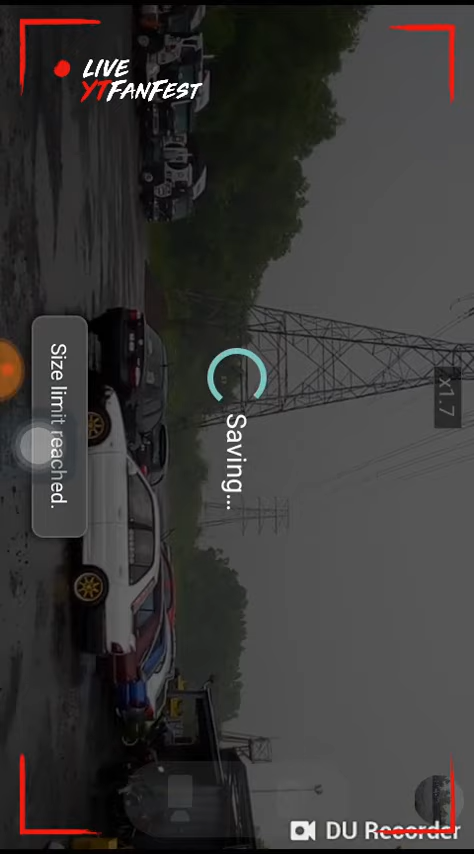 LIVE
YTFANFEST
x1.7
Saving...
Size limit reached.
DU Recorder